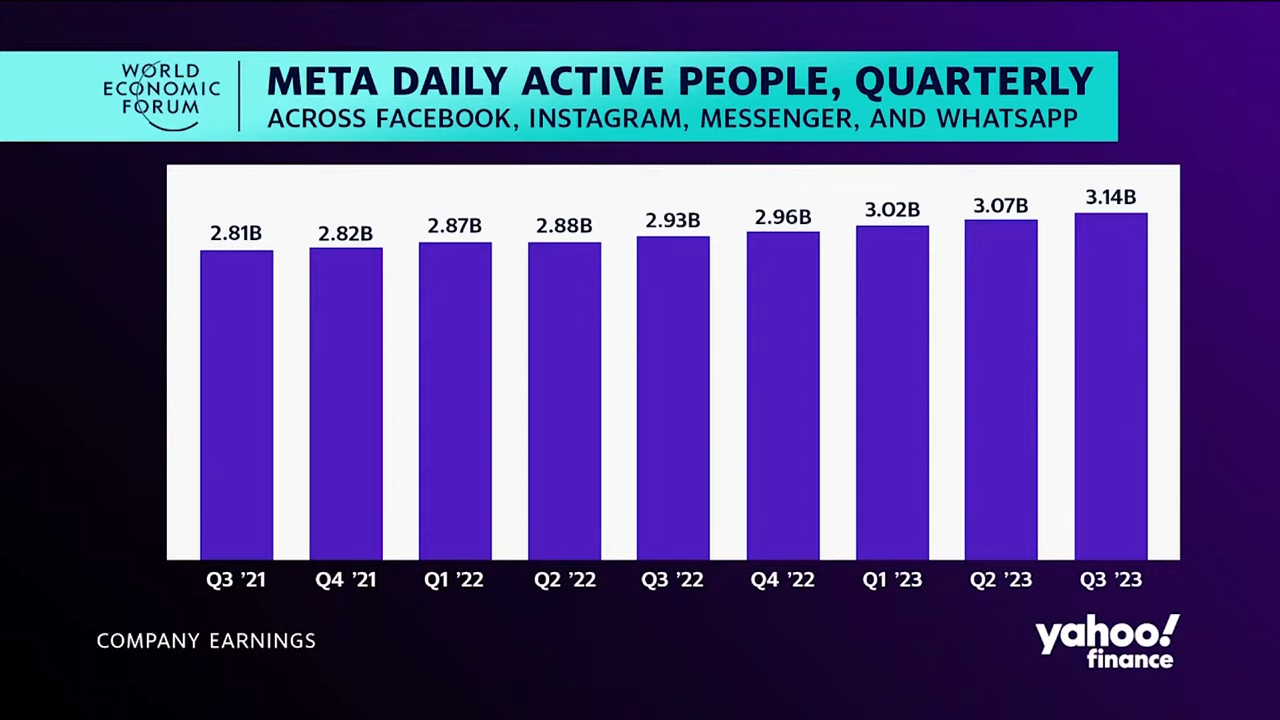 WORLD
ECONOMIC
FORUM
META DAILY ACTIVE PEOPLE, QUARTERLY
ACROSS FACEBOOK, INSTAGRAM, MESSENGER, AND WHATSAPP
2.81B 2.82B 2.87B 2.88B 2.93B 2.96B 3.02B 3.07B 3.14B
Q3 ’21 Q4 ’21 Q1 ’22 Q2 ’22 Q3 ’22 Q4 ’22 Q1 ’23 Q2 ’23 Q3 ’23
COMPANY EARNINGS
yahoo!
finance